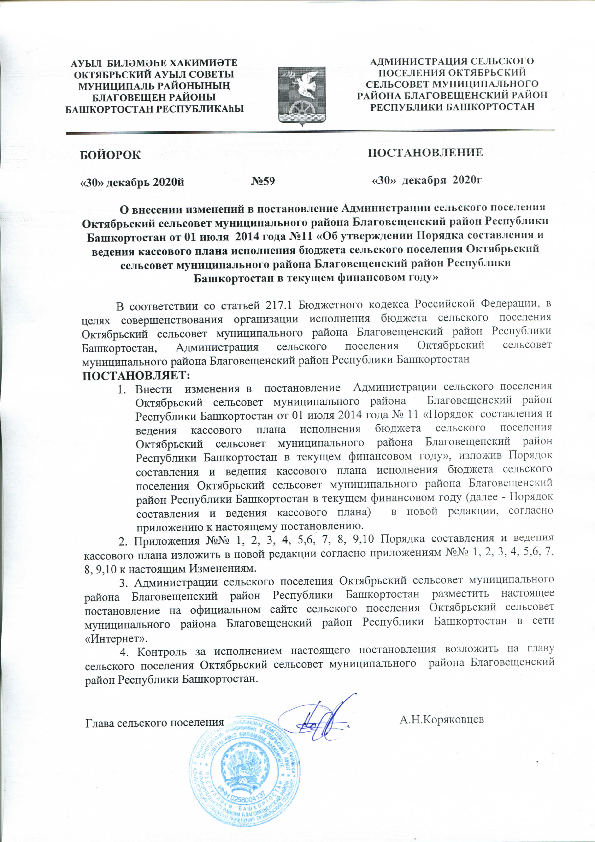 АУЫЛ БИЛӘМӘҺЕ ХАКИМИӘТЕ
ОКТЯБРЬСКИЙ АУЫЛ СОВЕТЫ
МУНИЦИПАЛЬ РАЙОНЫНЫҢ
БЛАГОВЕЩЕН РАЙОНЫ
БАШКОРТОСТАН РЕСПУБЛИКАҺЫ
АДМИНИСТРАЦИЯ СЕЛЬСКОГО
ПОСЕЛЕНИЯ ОКТЯБРЬСКИЙ
СЕЛЬСОВЕТ МУНИЦИПАЛЬНОГО
РАЙОНА БЛАГОВЕЩЕНСКИЙ РАЙОН
РЕСПУБЛИКИ БАШКОРТОСТАН
БОЙОРОК
ПОСТАНОВЛЕНИЕ
«30» декабрь 2020й
№59
«30» декабря 2020г
О внесении изменений в постановление Администрации сельского поселения
Октябрьский сельсовет муниципального района Благовещенский район Республики
Башкортостан от 01 июля 2014 года №11 «Об утверждении Порядка составления и
ведения кассового плана исполнения бюджета сельского поселения Октябрьский
сельсовет муниципального района Благовещенский район Республики
Башкортостан в текущем финансовом году»
В соответствии со статьей 217.1 Бюджетного кодекса Российской Федерации, в
целях совершенствования организации исполнения бюджета сельского поселения
Октябрьский сельсовет муниципального района Благовещенский район Республики
Башкортостан, Администрация сельского поселения Октябрьский сельсовет
муниципального района Благовещенский район Республики Башкортостан
ПОСТАНОВЛЯЕТ:
1. Внести изменения в постановление Администрации сельского поселения
Октябрьский сельсовет муниципального района Благовещенский район
Республики Башкортостан от 01 июля 2014 года № 11 «Порядок составления и
ведения кассового плана исполнения бюджета сельского поселения
Октябрьский сельсовет муниципального района Благовещенский район
Республики Башкортостан в текущем финансовом году», изложив Порядок
составления и ведения кассового плана исполнения бюджета сельского
поселения Октябрьский сельсовет муниципального района Благовещенский
район Республики Башкортостан в текущем финансовом году (далее - Порядок
составления и ведения кассового плана) в новой редакции, согласно
приложению к настоящему постановлению.
2. Приложения №№ 1, 2, 3, 4, 5,6, 7, 8, 9,10 Порядка составления и ведения
кассового плана изложить в новой редакции согласно приложениям №№ 1, 2, 3, 4, 5,6, 7,
8, 9,10 к настоящим Изменениям.
3. Администрации сельского поселения Октябрьский сельсовет муниципального
района Благовещенский район Республики Башкортостан разместить настоящее
постановление на официальном сайте сельского поселения Октябрьский сельсовет
муниципального района Благовещенский район Республики Башкортостан в сети
«Интернет».
4. Контроль за исполнением настоящего постановления возложить на главу
сельского поселения Октябрьский сельсовет муниципального района Благовещенский
район Республики Башкортостан.
Глава сельского поселения
А.Н.Коряковцев